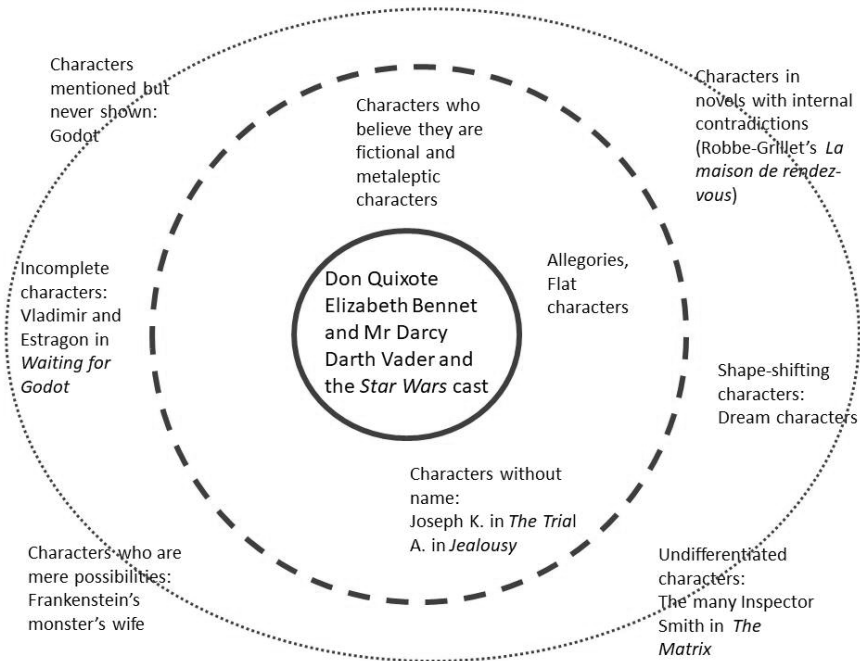 Characters
mentioned but
never shown:
Godot
Characters who
believe they are
fictional and
metaleptic
characters
Characters in
novels with internal
contradictions
(Robbe-Grillet's La
maison de rendez-
vous)
Incomplete
characters:
Vladimir and
Estragon in
Waiting for
Godot
Don Quixote
Elizabeth Bennet
and Mr Darcy
Darth Vader and
the Star Wars cast
Allegories,
Flat
characters
Shape-shifting
characters:
Dream characters
Characters without
name:
Joseph K. in The Trial
A. in Jealousy
Characters who are
mere possibilities:
Frankenstein's
monster's wife
Undifferentiated
characters:
The many Inspector
Smith in The
Matrix